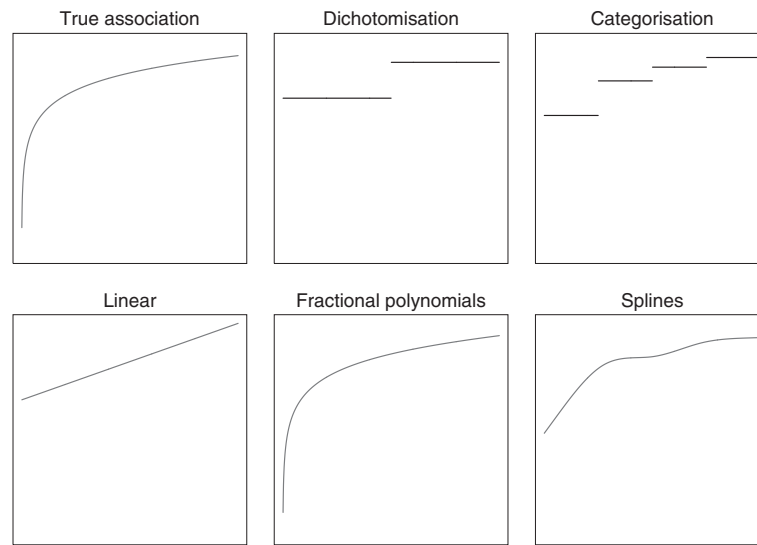 True association
Dichotomisation
Categorisation
Linear
Fractional polynomials
Splines